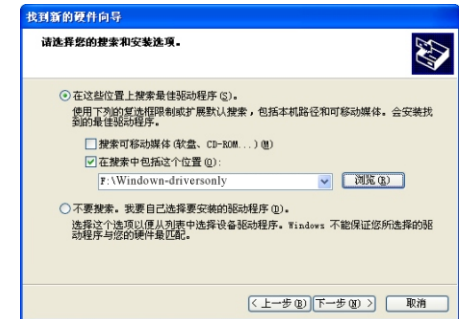 找到新的硬件向导
请选择您的搜索和安装选项。
在这些位置上搜索最佳驱动程序(S)。
使用下列的复选框限制或扩展默认搜索，包括本机路径和可移动媒体。会安装找
到的最佳驱动程序。
搜索可移动媒体(软盘、CD-ROM...)(M)
在搜索中包括这个位置(O):
F:\Windown-driversonly
浏览(R)
不要搜索。我要自己选择要安装的驱动程序(D)。
选择这个选项以便从列表中选择设备驱动程序。Windows 不能保证您所选择的驱
动程序与您的硬件最匹配。
< 上一步(B) 下一步(N) > 取消